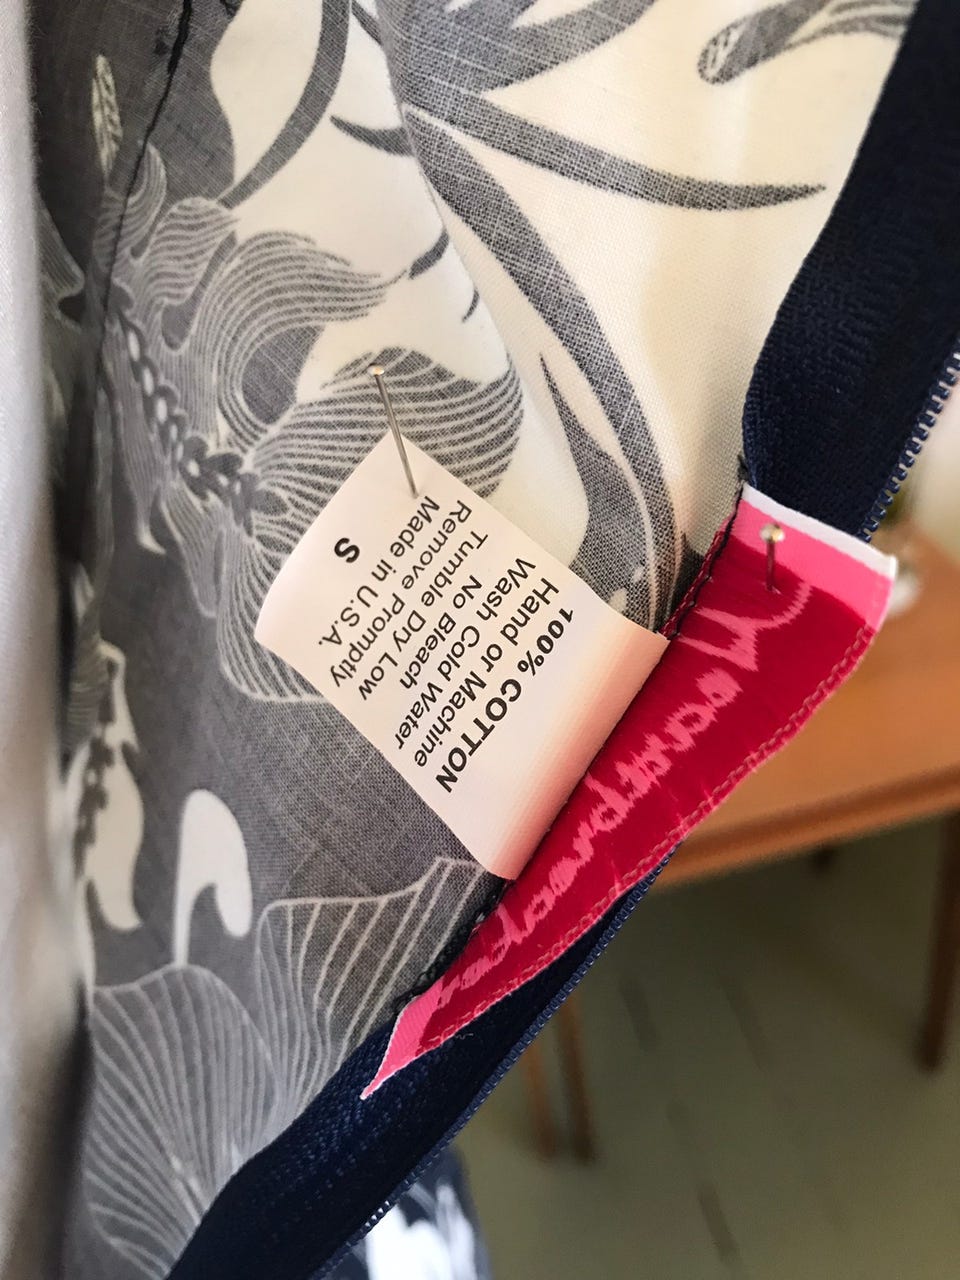 100% COTTON
Hand or Machine
Wash Cold Water
No Bleach
Tumble Dry Low
Remove Promptly
Made in U.S.A.
S